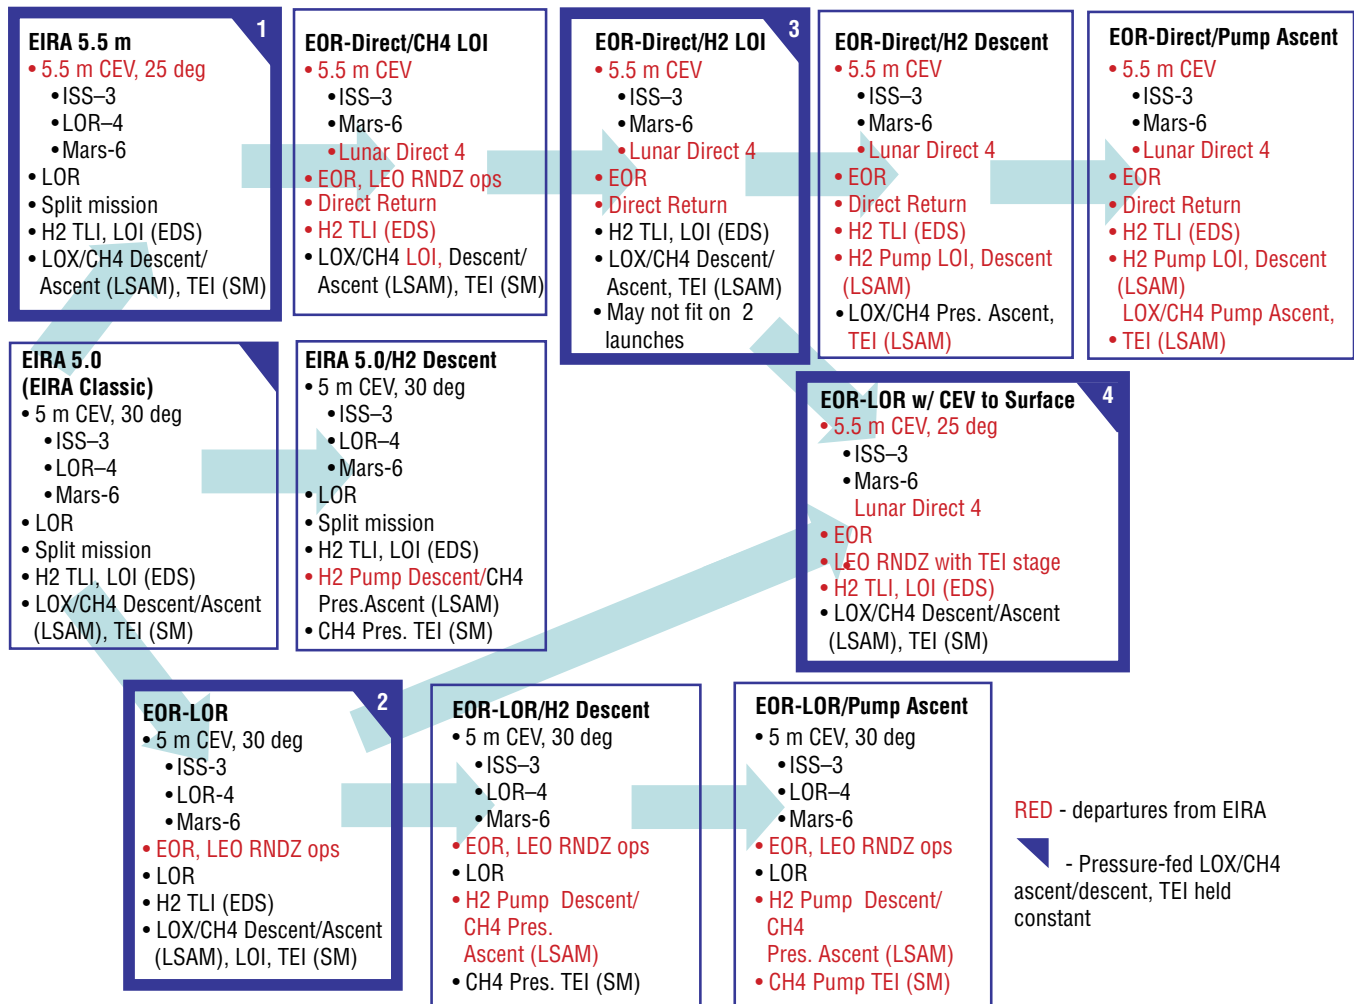 1
EIRA 5.5 m
• 5.5 m CEV, 25 deg
• ISS–3
• LOR–4
• Mars-6
• LOR
• Split mission
• H2 TLI, LOI (EDS)
• LOX/CH4 Descent/
Ascent (LSAM), TEI (SM)
EOR-Direct/CH4 LOI
• 5.5 m CEV
• ISS–3
• Mars-6
• Lunar Direct 4
• EOR, LEO RNDZ ops
• Direct Return
• H2 TLI (EDS)
• LOX/CH4 LOI, Descent/
Ascent (LSAM), TEI (SM)
3
EOR-Direct/H2 LOI
• 5.5 m CEV
• ISS–3
• Mars-6
• Lunar Direct 4
• EOR
• Direct Return
• H2 TLI, LOI (EDS)
• LOX/CH4 Descent/
Ascent, TEI (LSAM)
• May not fit on 2
launches
EOR-Direct/H2 Descent
• 5.5 m CEV
• ISS–3
• Mars-6
• Lunar Direct 4
• EOR
• Direct Return
• H2 TLI (EDS)
• H2 Pump LOI, Descent
(LSAM)
• LOX/CH4 Pres. Ascent,
TEI (LSAM)
EOR-Direct/Pump Ascent
• 5.5 m CEV
• ISS-3
• Mars-6
• Lunar Direct 4
• EOR
• Direct Return
• H2 TLI (EDS)
• H2 Pump LOI, Descent
(LSAM)
LOX/CH4 Pump Ascent,
• TEI (LSAM)
EIRA 5.0
(EIRA Classic)
• 5 m CEV, 30 deg
• ISS–3
• LOR–4
• Mars-6
• LOR
• Split mission
• H2 TLI, LOI (EDS)
• LOX/CH4 Descent/Ascent
(LSAM), TEI (SM)
EIRA 5.0/H2 Descent
• 5 m CEV, 30 deg
• ISS–3
• LOR–4
• Mars-6
• LOR
• Split mission
• H2 TLI, LOI (EDS)
• H2 Pump Descent/CH4
Pres.Ascent (LSAM)
• CH4 Pres. TEI (SM)
4
EOR-LOR w/ CEV to Surface
• 5.5 m CEV, 25 deg
• ISS–3
• Mars-6
Lunar Direct 4
• EOR
• LEO RNDZ with TEI stage
• H2 TLI, LOI (EDS)
• LOX/CH4 Descent/Ascent
(LSAM), TEI (SM)
2
EOR-LOR
• 5 m CEV, 30 deg
• ISS-3
• LOR-4
• Mars-6
• EOR, LEO RNDZ ops
• LOR
• H2 TLI (EDS)
• LOX/CH4 Descent/Ascent
(LSAM), LOI, TEI (SM)
EOR-LOR/H2 Descent
• 5 m CEV, 30 deg
• ISS–3
• LOR–4
• Mars-6
• EOR, LEO RNDZ ops
• LOR
• H2 Pump Descent/
CH4 Pres.
Ascent (LSAM)
• CH4 Pres. TEI (SM)
EOR-LOR/Pump Ascent
• 5 m CEV, 30 deg
• ISS–3
• LOR–4
• Mars-6
• EOR, LEO RNDZ ops
• LOR
• H2 Pump Descent/
CH4
Pres. Ascent (LSAM)
• CH4 Pump TEI (SM)
RED - departures from EIRA
- Pressure-fed LOX/CH4
ascent/descent, TEI held
constant